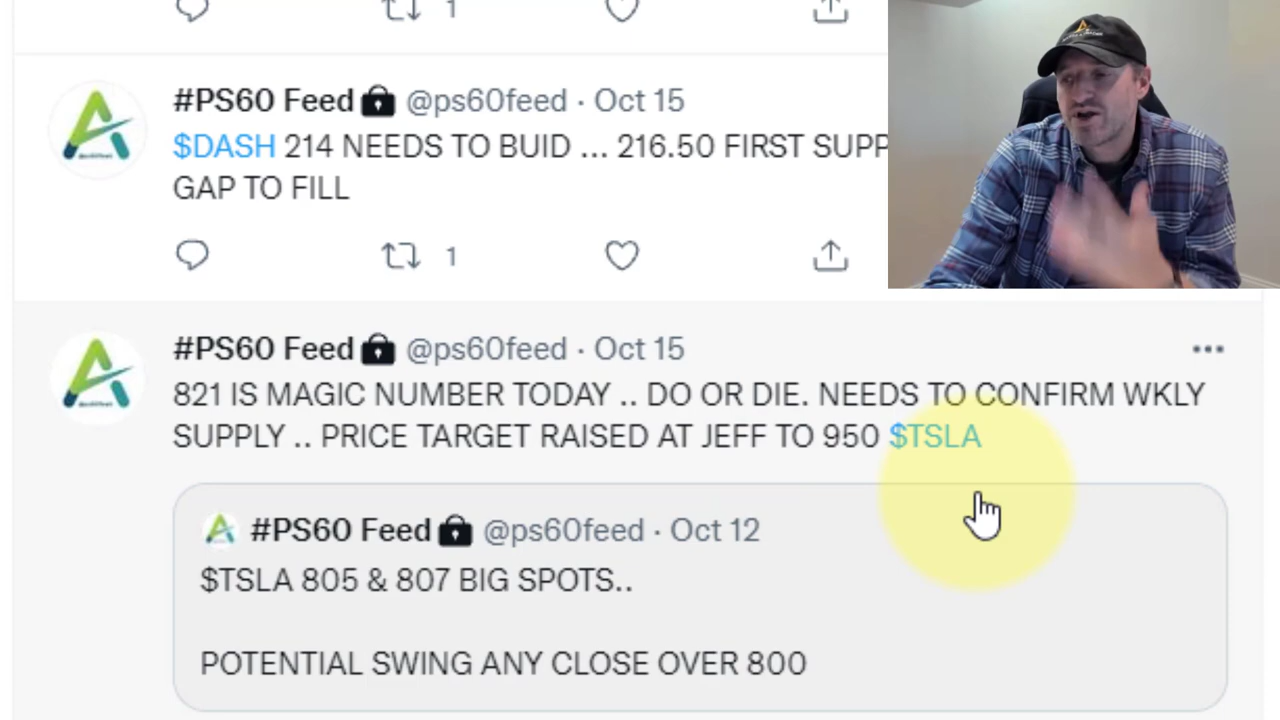 1
#PS60 Feed @ps60feed · Oct 15
$DASH 214 NEEDS TO BUID ... 216.50 FIRST SUPP
GAP TO FILL
1
#PS60 Feed @ps60feed · Oct 15
821 IS MAGIC NUMBER TODAY .. DO OR DIE. NEEDS TO CONFIRM WKLY
SUPPLY .. PRICE TARGET RAISED AT JEFF TO 950 $TSLA
#PS60 Feed @ps60feed · Oct 12
$TSLA 805 & 807 BIG SPOTS..
POTENTIAL SWING ANY CLOSE OVER 800